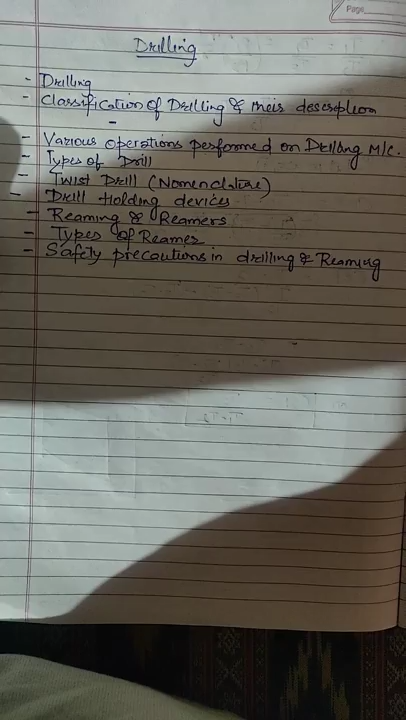 Page
Drilling
- Drilling
- Classification of Drilling & their description
-
- Various operations performed on Drilling M/c.
- Types of Drill
- Twist Drill (Nomenclature)
- Drill Holding devices
- Reaming & Reamers
- Types of Reamer
- Safety precautions in drilling & Reaming